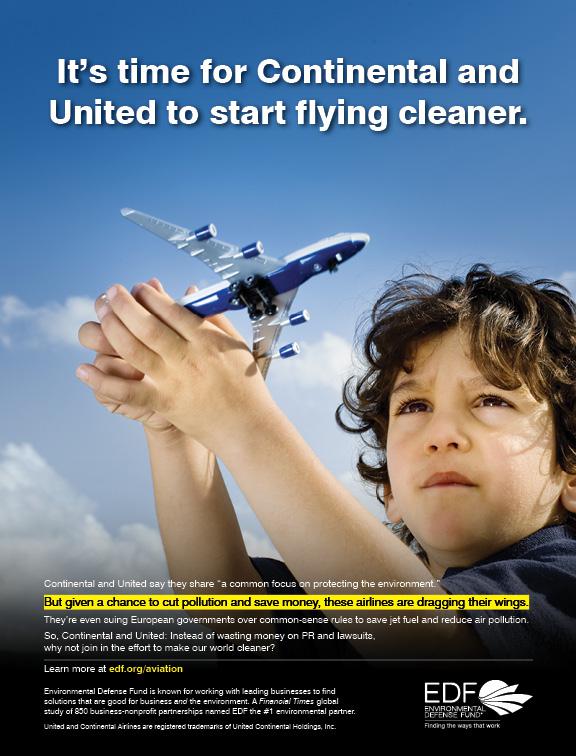 It's time for Continental and
United to start flying cleaner.
Continental and United say they share "a common focus on protecting the environment."
But given a chance to cut pollution and save money, these airlines are dragging their wings.
They're even suing European governments over common-sense rules to save jet fuel and reduce air pollution.
So, Continental and United: Instead of wasting money on PR and lawsuits,
why not join in the effort to make our world cleaner?
Learn more at edf.org/aviation
Environmental Defense Fund is known for working with leading businesses to find
solutions that are good for business and the environment. A Financial Times global
study of 850 business-nonprofit partnerships named EDF the #1 environmental partner.
United and Continental Airlines are registered trademarks of United Continental Holdings, Inc.
EDF
ENVIRONMENTAL
DEFENSE FUND
Finding the ways that work